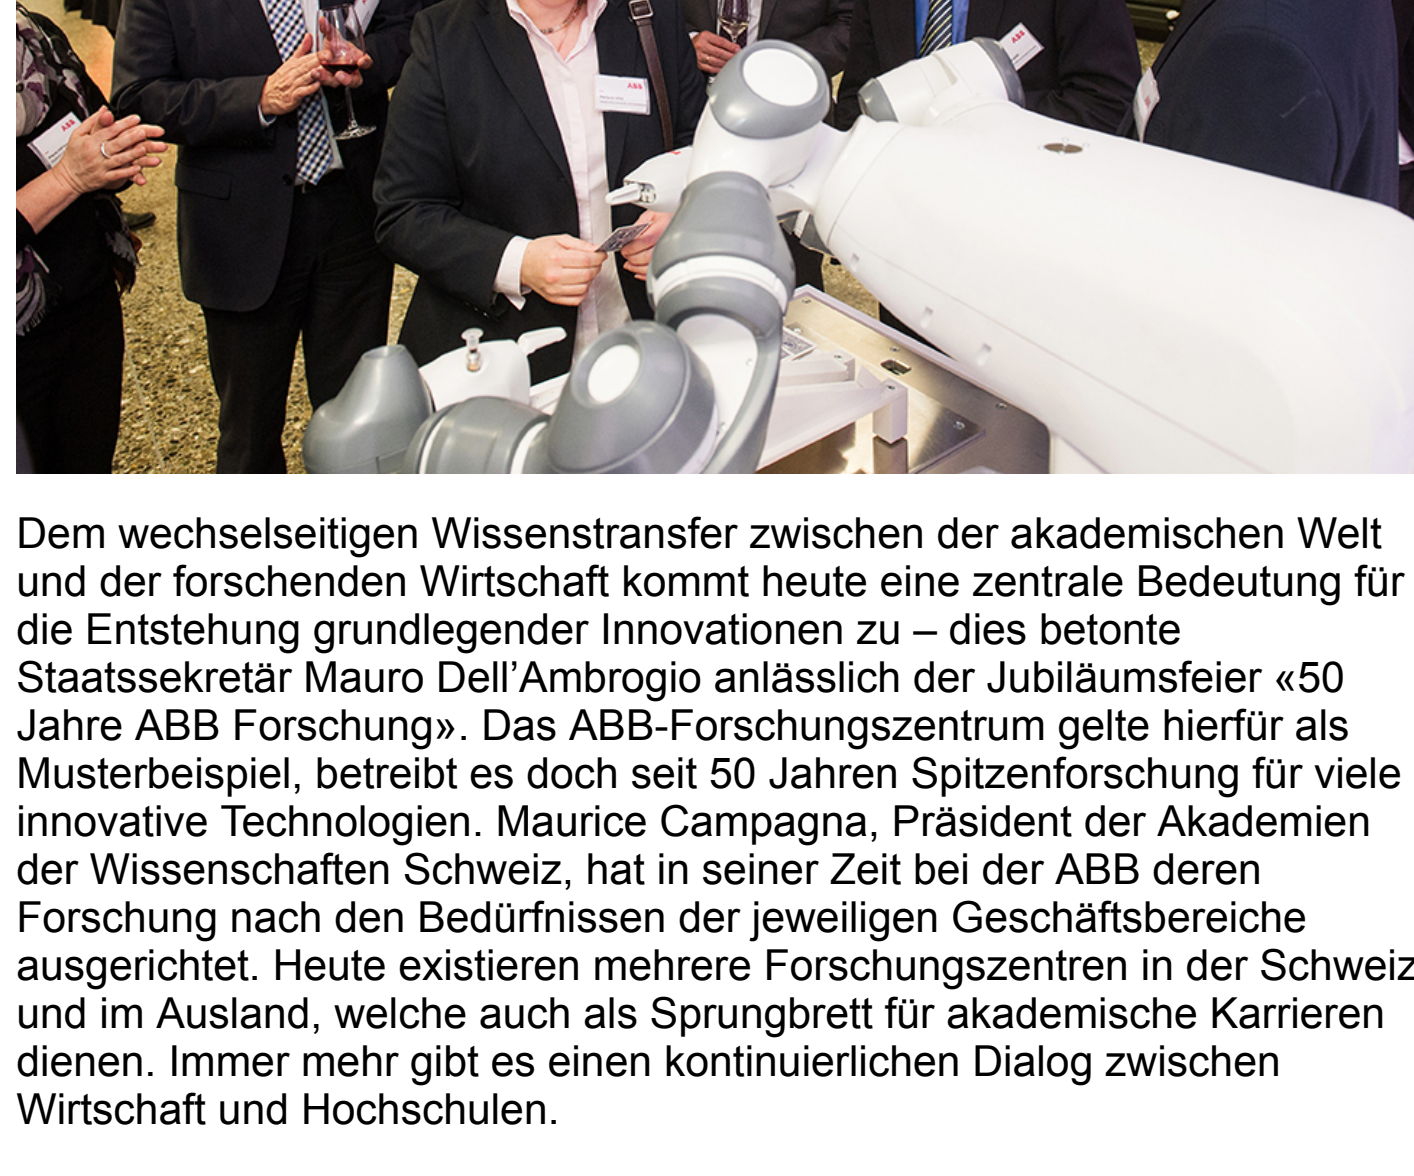 ABB
ABB
ABB
ABB
Dem wechselseitigen Wissenstransfer zwischen der akademischen Welt
und der forschenden Wirtschaft kommt heute eine zentrale Bedeutung für
die Entstehung grundlegender Innovationen zu – dies betonte
Staatssekretär Mauro Dell’Ambrogio anlässlich der Jubiläumsfeier «50
Jahre ABB Forschung». Das ABB-Forschungszentrum gelte hierfür als
Musterbeispiel, betreibt es doch seit 50 Jahren Spitzenforschung für viele
innovative Technologien. Maurice Campagna, Präsident der Akademien
der Wissenschaften Schweiz, hat in seiner Zeit bei der ABB deren
Forschung nach den Bedürfnissen der jeweiligen Geschäftsbereiche
ausgerichtet. Heute existieren mehrere Forschungszentren in der Schweiz
und im Ausland, welche auch als Sprungbrett für akademische Karrieren
dienen. Immer mehr gibt es einen kontinuierlichen Dialog zwischen
Wirtschaft und Hochschulen.